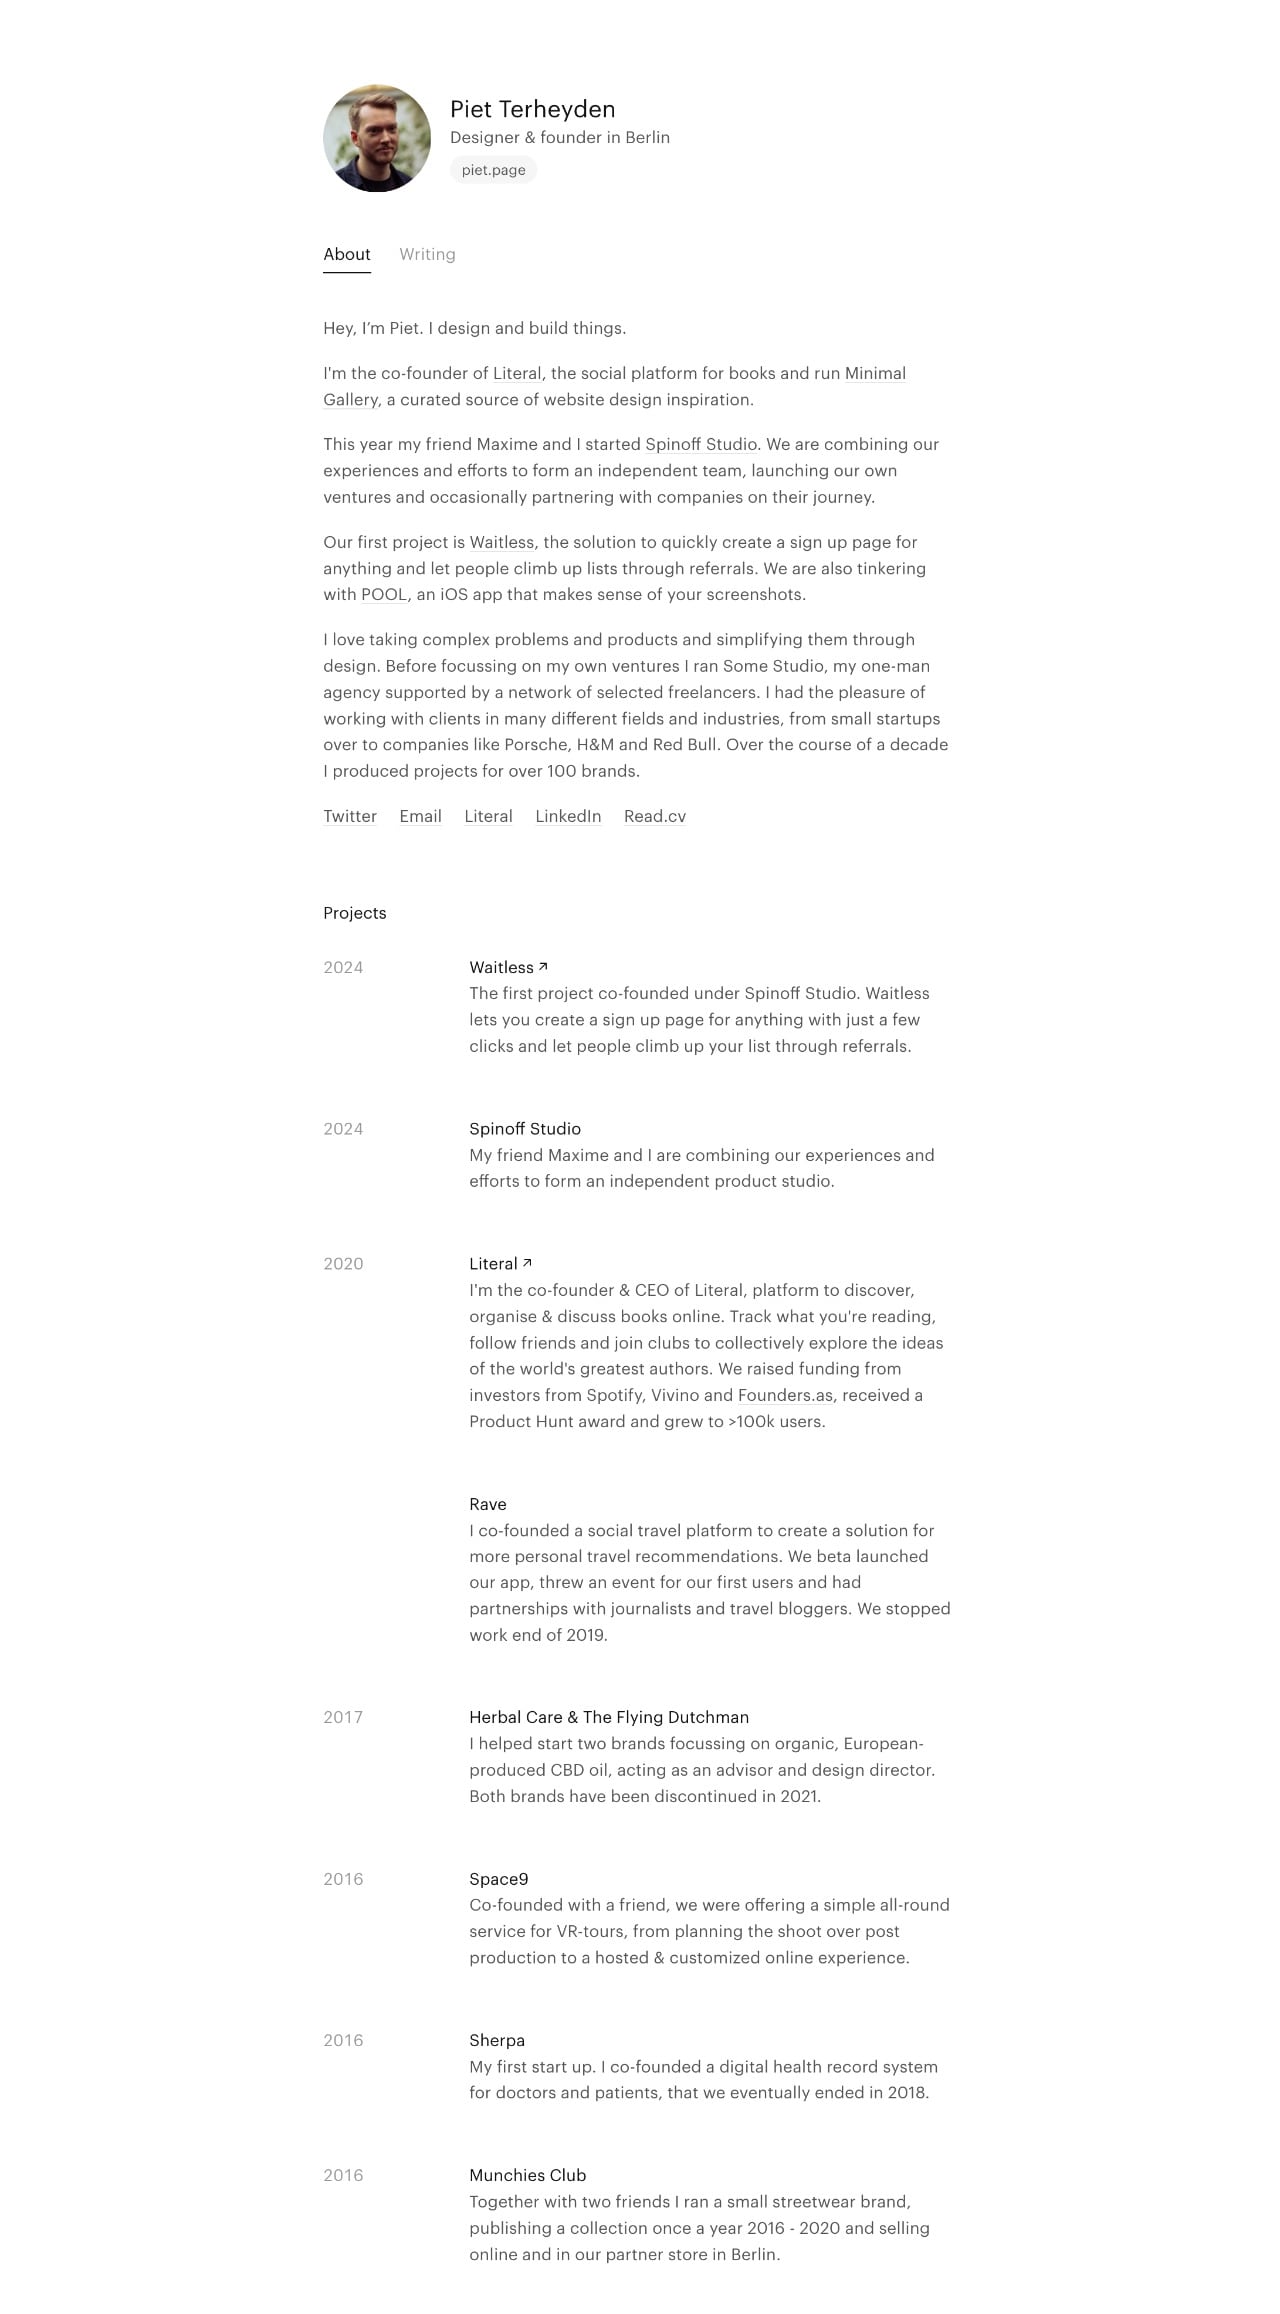 Piet Terheyden
Designer & founder in Berlin
piet.page
About Writing
Hey, I’m Piet. I design and build things.
I'm the co-founder of Literal, the social platform for books and run Minimal
Gallery, a curated source of website design inspiration.
This year my friend Maxime and I started Spinoff Studio. We are combining our
experiences and efforts to form an independent team, launching our own
ventures and occasionally partnering with companies on their journey.
Our first project is Waitless, the solution to quickly create a sign up page for
anything and let people climb up lists through referrals. We are also tinkering
with POOL, an iOS app that makes sense of your screenshots.
I love taking complex problems and products and simplifying them through
design. Before focussing on my own ventures I ran Some Studio, my one-man
agency supported by a network of selected freelancers. I had the pleasure of
working with clients in many different fields and industries, from small startups
over to companies like Porsche, H&M and Red Bull. Over the course of a decade
I produced projects for over 100 brands.
Twitter Email Literal LinkedIn Read.cv
Projects
2024 Waitless ↗
The first project co-founded under Spinoff Studio. Waitless
lets you create a sign up page for anything with just a few
clicks and let people climb up your list through referrals.
2024 Spinoff Studio
My friend Maxime and I are combining our experiences and
efforts to form an independent product studio.
2020 Literal ↗
I'm the co-founder & CEO of Literal, platform to discover,
organise & discuss books online. Track what you're reading,
follow friends and join clubs to collectively explore the ideas
of the world's greatest authors. We raised funding from
investors from Spotify, Vivino and Founders.as, received a
Product Hunt award and grew to >100k users.
Rave
I co-founded a social travel platform to create a solution for
more personal travel recommendations. We beta launched
our app, threw an event for our first users and had
partnerships with journalists and travel bloggers. We stopped
work end of 2019.
2017 Herbal Care & The Flying Dutchman
I helped start two brands focussing on organic, European-
produced CBD oil, acting as an advisor and design director.
Both brands have been discontinued in 2021.
2016 Space9
Co-founded with a friend, we were offering a simple all-round
service for VR-tours, from planning the shoot over post
production to a hosted & customized online experience.
2016 Sherpa
My first start up. I co-founded a digital health record system
for doctors and patients, that we eventually ended in 2018.
2016 Munchies Club
Together with two friends I ran a small streetwear brand,
publishing a collection once a year 2016 - 2020 and selling
online and in our partner store in Berlin.